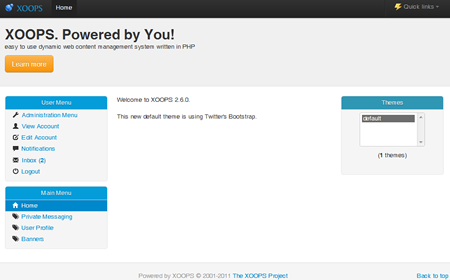 XOOPS Home Quick links
XOOPS. Powered by You!
easy to use dynamic web content management system written in PHP
Learn more
User Menu
Administration Menu
View Account
Edit Account
Notifications
Inbox (2)
Logout
Main Menu
Home
Private Messaging
User Profile
Banners
Welcome to XOOPS 2.6.0.
This new default theme is using Twitter's Bootstrap.
Themes
default
(1 themes)
Powered by XOOPS © 2001-2011 The XOOPS Project
Back to top